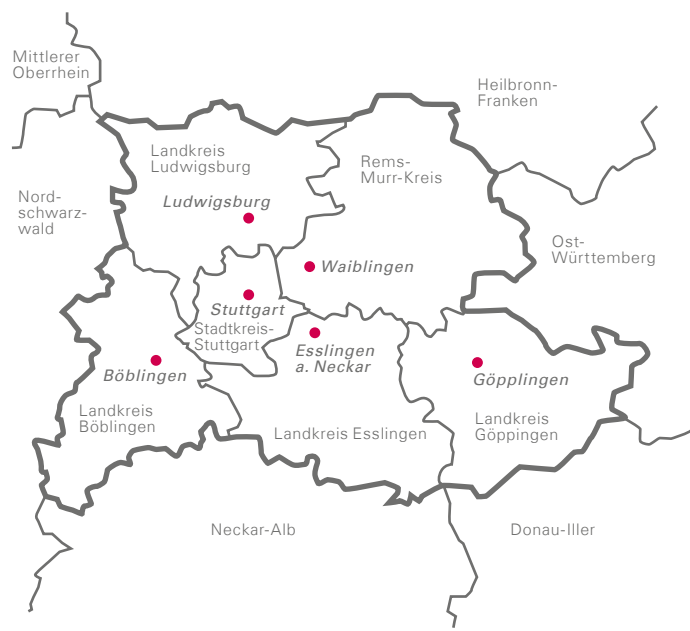 Mittlerer
Oberrhein
Heilbronn-
Franken
Landkreis
Ludwigsburg
Rems-
Murr-Kreis
Nord-
schwarz-
wald
Ludwigsburg
Ost-
Württemberg
Waiblingen
Stuttgart
Stadtkreis-
Stuttgart
Esslingen
a. Neckar
Böblingen
Göpplingen
Landkreis
Böblingen
Landkreis Esslingen
Landkreis
Göppingen
Neckar-Alb
Donau-Iller